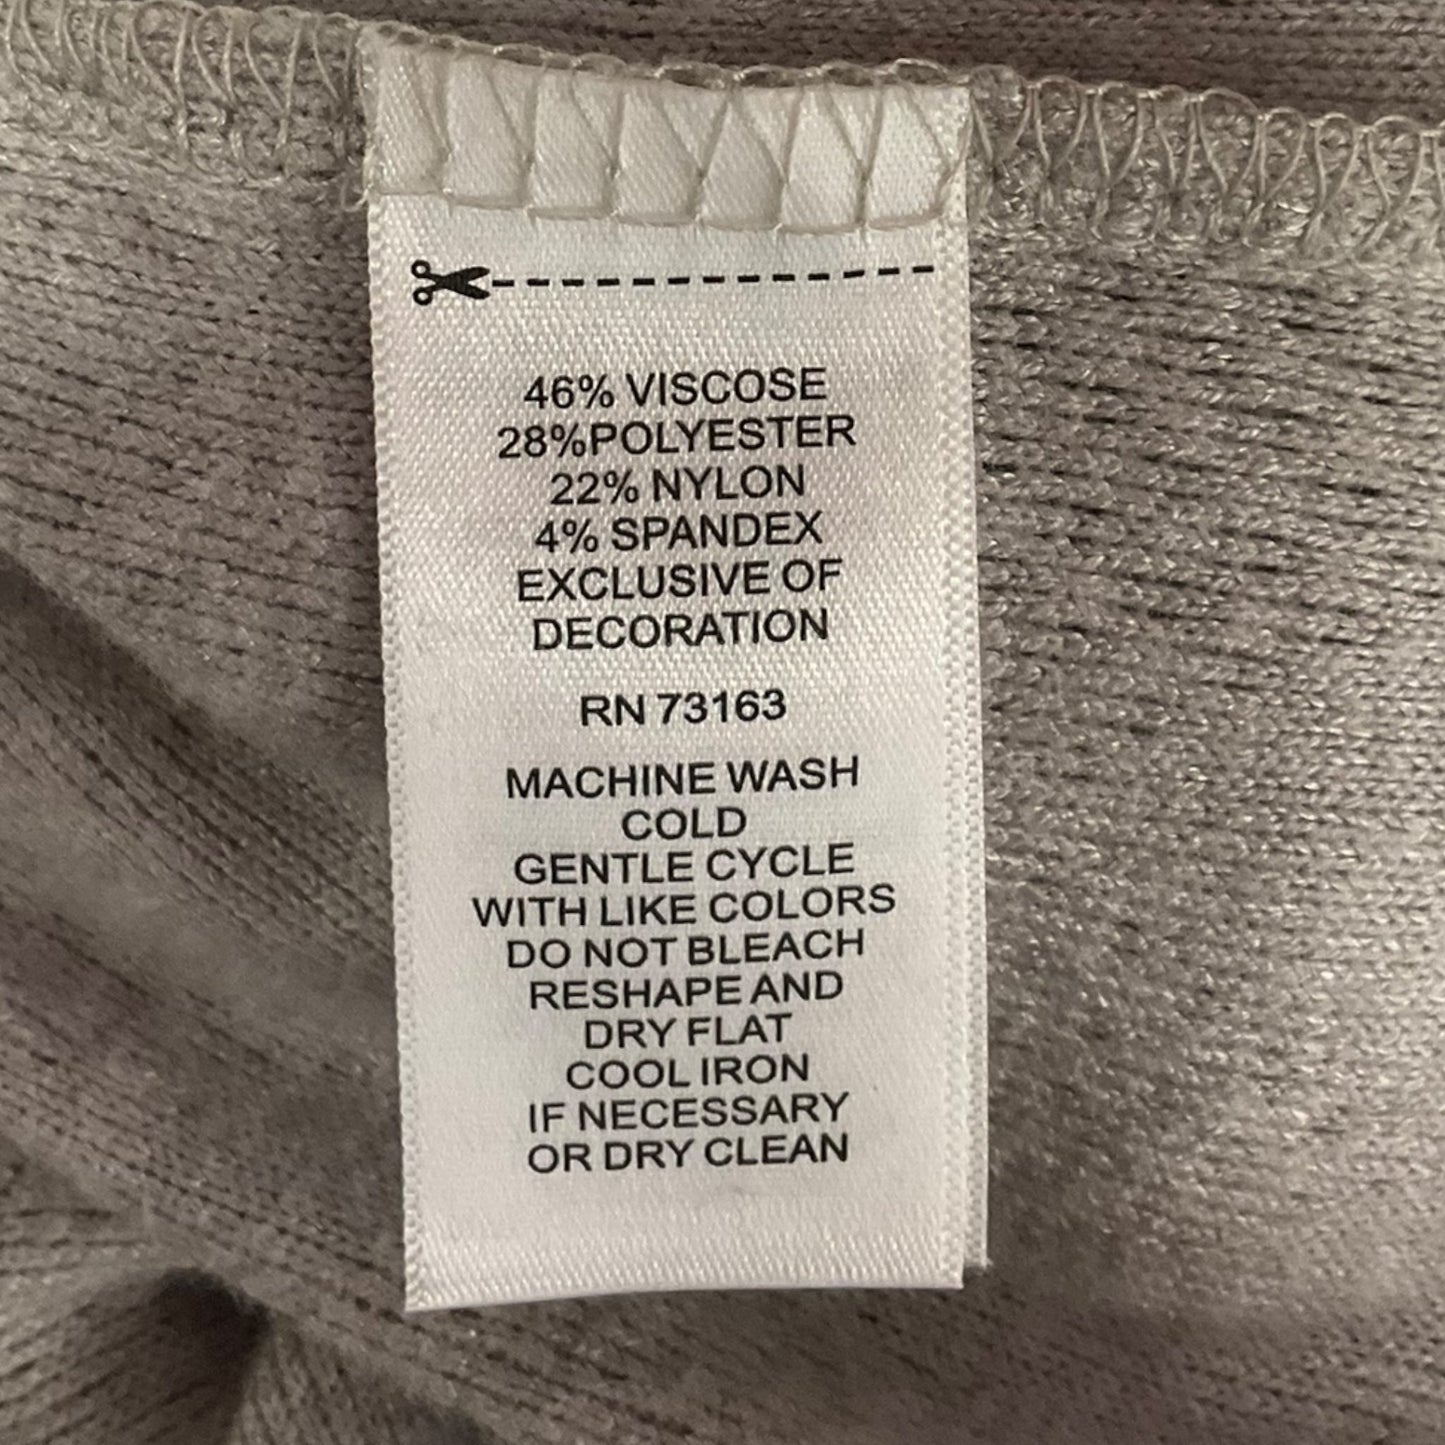 46% VISCOSE
28%POLYESTER
22% NYLON
4% SPANDEX
EXCLUSIVE OF
DECORATION
RN 73163
MACHINE WASH
COLD
GENTLE CYCLE
WITH LIKE COLORS
DO NOT BLEACH
RESHAPE AND
DRY FLAT
COOL IRON
IF NECESSARY
OR DRY CLEAN